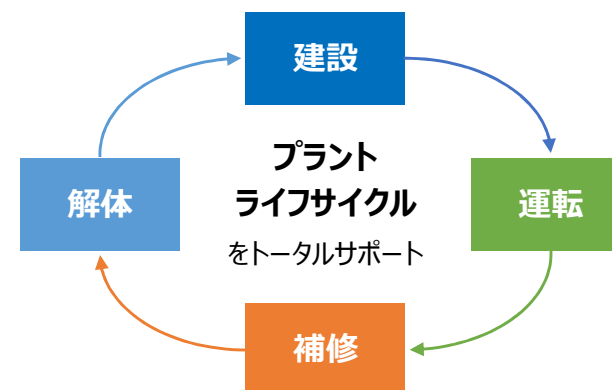 建設
プラント
ライフサイクル
をトータルサポート
解体
運転
補修